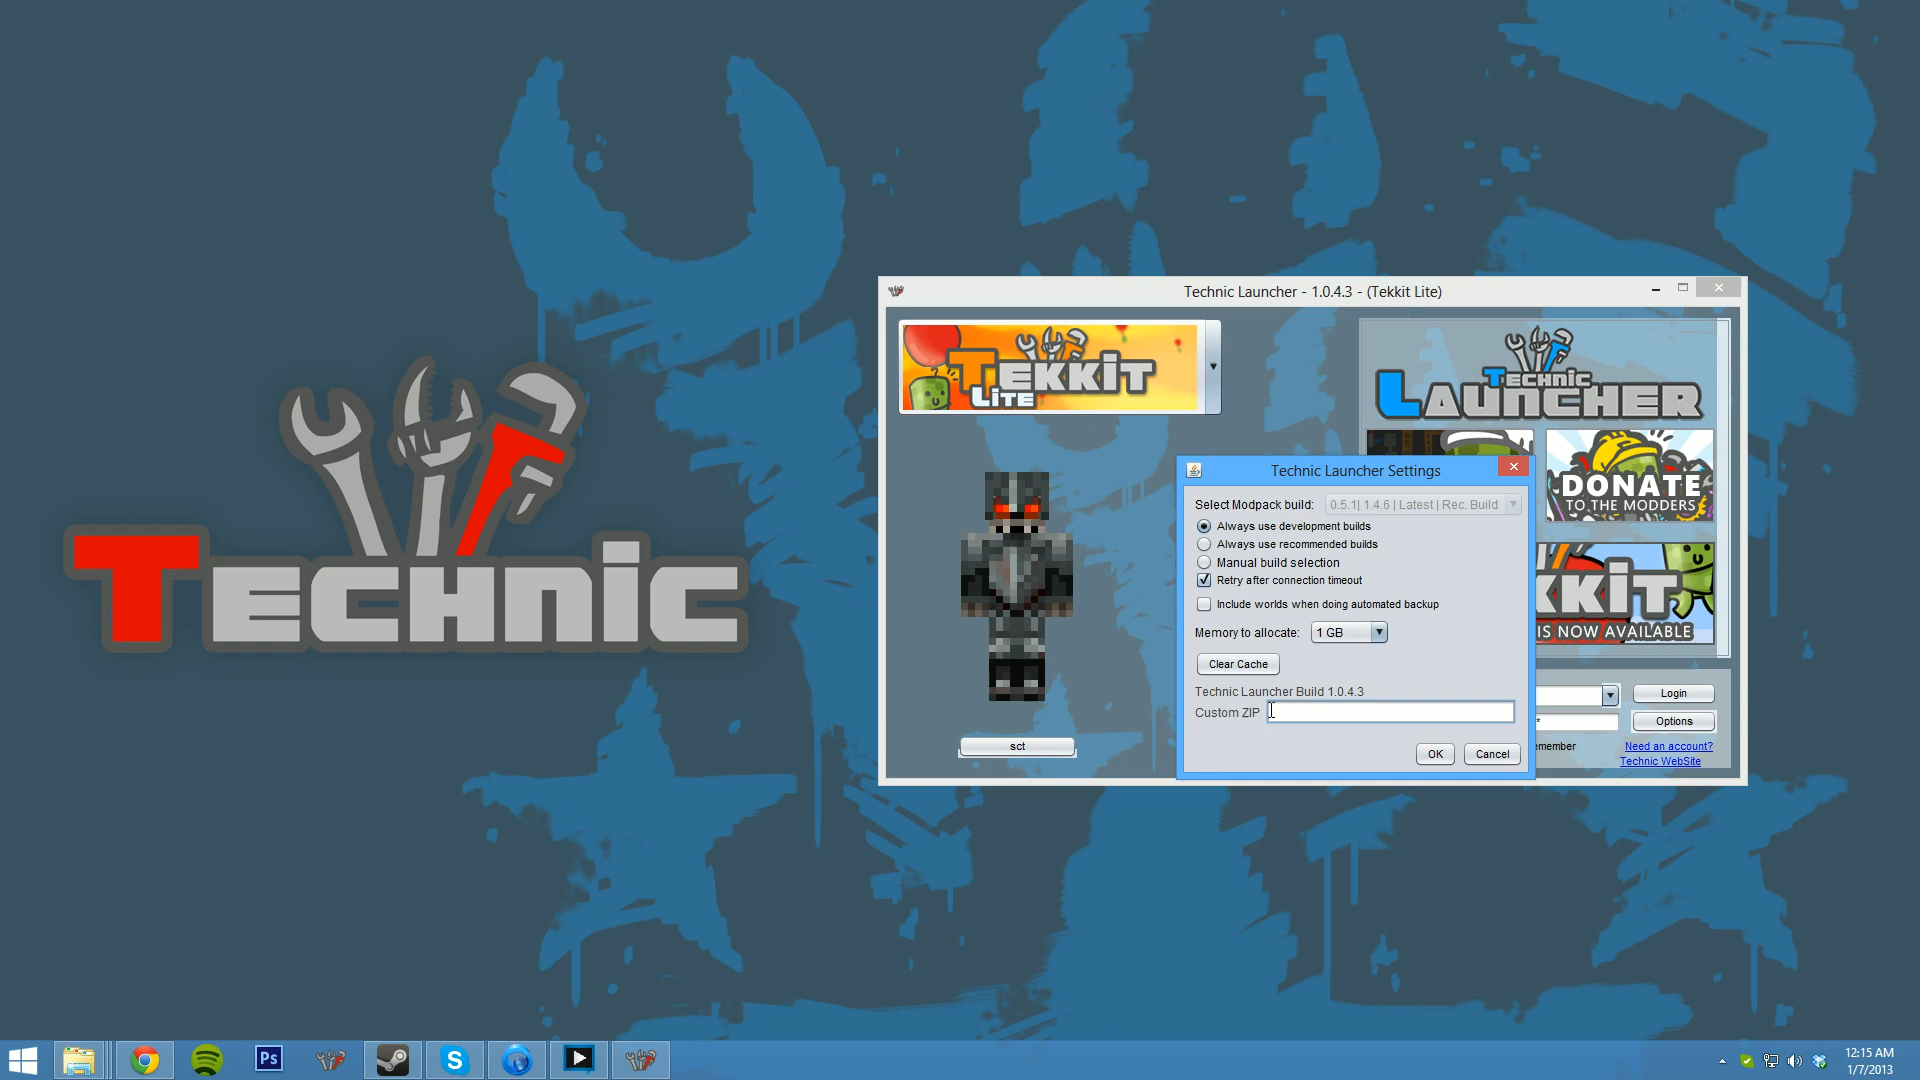 TECHNIC
Technic Launcher - 1.0.4.3 - (Tekkit Lite)
TEKKIT
LITE
TECHNIC
LAUNCHER
DONATE
TO THE MODDERS
KKIT
IS NOW AVAILABLE
sct
Technic Launcher Settings
Select Modpack build: 0.5.1| 1.4.6 | Latest | Rec. Build
Always use development builds
Always use recommended builds
Manual build selection
Retry after connection timeout
Include worlds when doing automated backup
Memory to allocate: 1 GB
Clear Cache
Technic Launcher Build 1.0.4.3
Custom ZIP
OK Cancel
Login
* Options
emember Need an account?
Technic WebSite
Ps
S
12:15 AM
1/7/2013